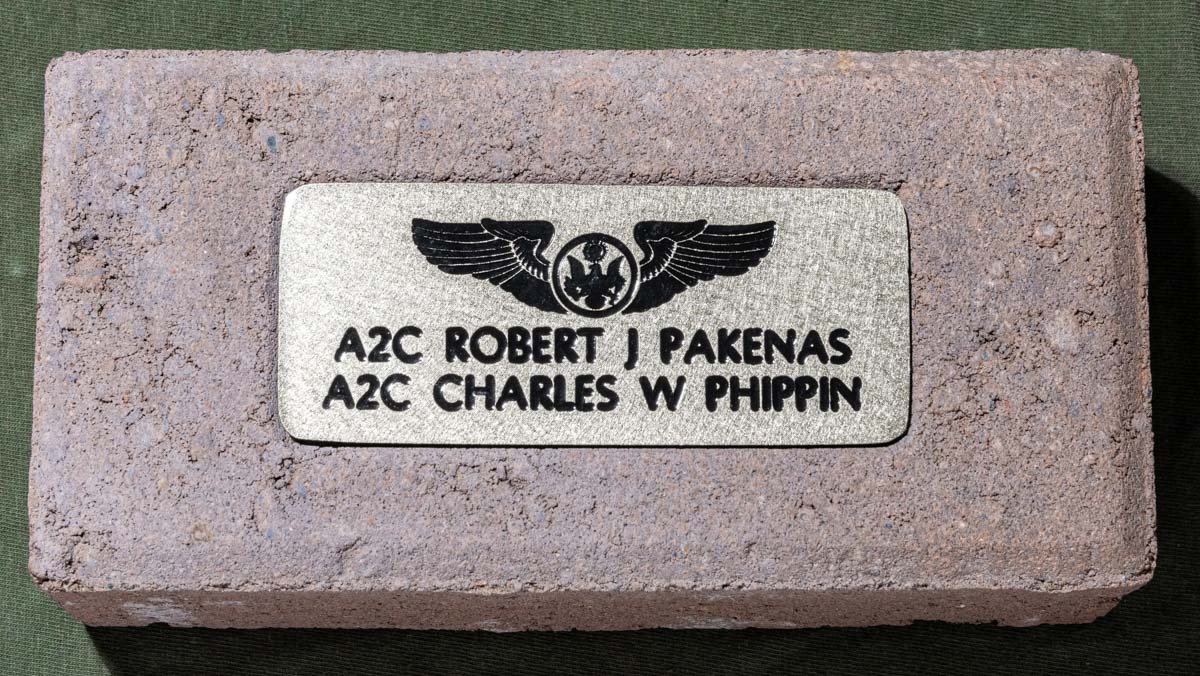 A2C ROBERT J PAKENAS
A2C CHARLES W PHIPPIN